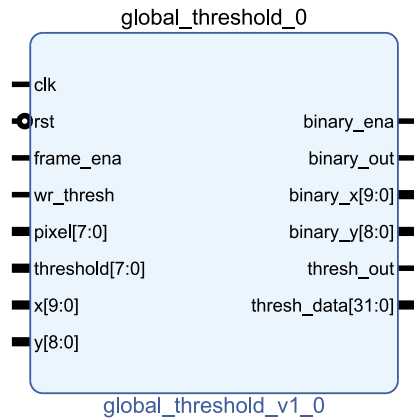 global_threshold_0
clk
rst
frame_ena
wr_thresh
pixel[7:0]
threshold[7:0]
x[9:0]
y[8:0]
binary_ena
binary_out
binary_x[9:0]
binary_y[8:0]
thresh_out
thresh_data[31:0]
global_threshold_v1_0